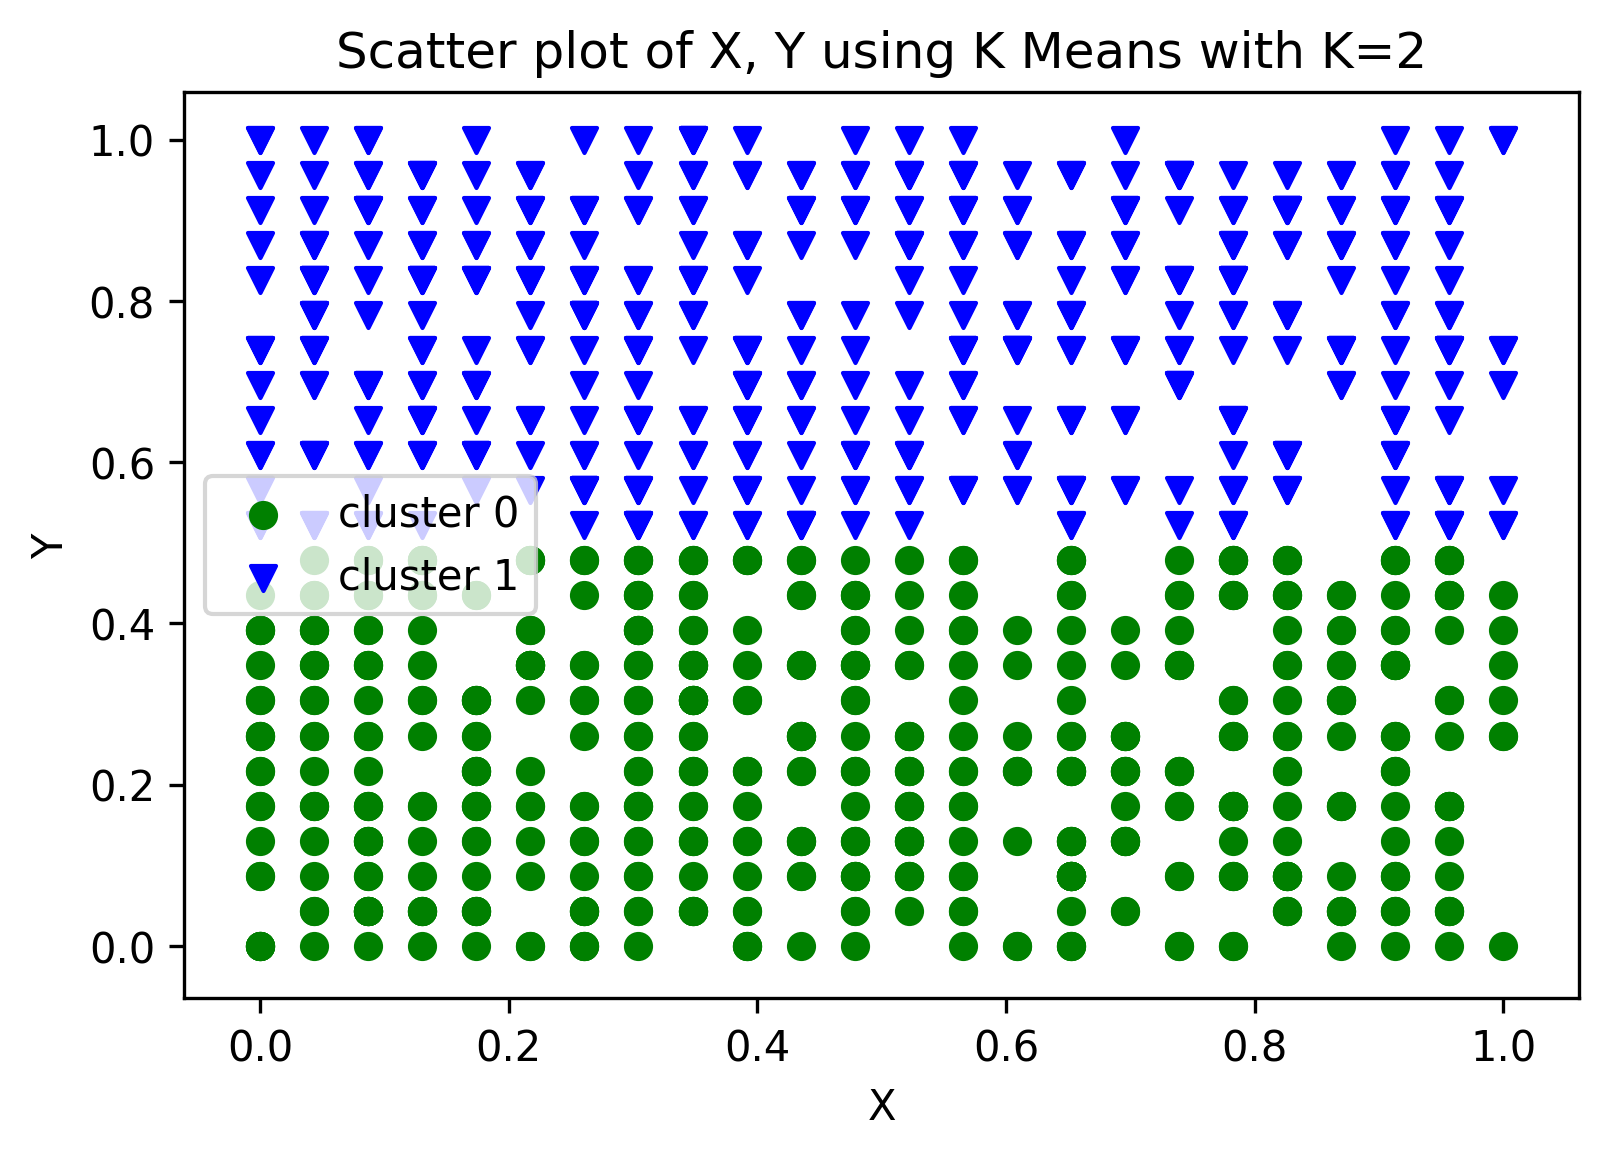 Scatter plot of X, Y using K Means with K=2
1.0
0.8
0.6
0.4
0.2
0.0
Y
cluster 0
cluster 1
0.0 0.2 0.4 0.6 0.8 1.0
X